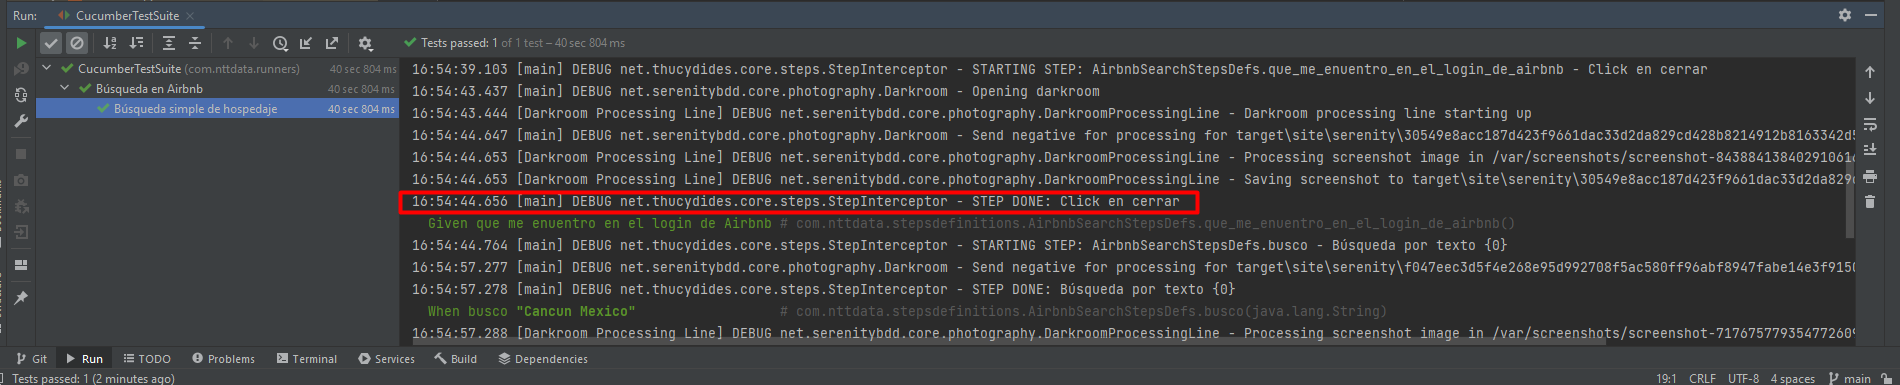 Run: CucumberTestSuite
Tests passed: 1 of 1 test – 40 sec 804 ms
CucumberTestSuite (com.nttdata.runners) 40 sec 804 ms
Búsqueda en Airbnb 40 sec 804 ms
Búsqueda simple de hospedaje 40 sec 804 ms
16:54:39.103 [main] DEBUG net.thucydides.core.steps.StepInterceptor - STARTING STEP: AirbnbSearchStepsDefs.que_me_enuentro_en_el_login_de_airbnb - Click en cerrar
16:54:43.437 [main] DEBUG net.serenitybdd.core.photography.Darkroom - Opening darkroom
16:54:43.444 [Darkroom Processing Line] DEBUG net.serenitybdd.core.photography.DarkroomProcessingLine - Darkroom processing line starting up
16:54:44.647 [main] DEBUG net.serenitybdd.core.photography.Darkroom - Send negative for processing for target\site\serenity\30549e8acc187d423f9661dac33d2da829cd428b8214912b8163342d5
16:54:44.653 [Darkroom Processing Line] DEBUG net.serenitybdd.core.photography.DarkroomProcessingLine - Processing screenshot image in /var/screenshots/screenshot-8438841384029106
16:54:44.653 [Darkroom Processing Line] DEBUG net.serenitybdd.core.photography.DarkroomProcessingLine - Saving screenshot to target\site\serenity\30549e8acc187d423f9661dac33d2da829
16:54:44.656 [main] DEBUG net.thucydides.core.steps.StepInterceptor - STEP DONE: Click en cerrar
Given que me enuentro en el login de Airbnb # com.nttdata.stepsdefinitions.AirbnbSearchStepsDefs.que_me_enuentro_en_el_login_de_airbnb()
16:54:44.764 [main] DEBUG net.thucydides.core.steps.StepInterceptor - STARTING STEP: AirbnbSearchStepsDefs.busco - Búsqueda por texto {0}
16:54:57.277 [main] DEBUG net.serenitybdd.core.photography.Darkroom - Send negative for processing for target\site\serenity\f047eec3d5f4e268e95d992708f5ac580ff96abf8947fabe14e3f9150
16:54:57.278 [main] DEBUG net.thucydides.core.steps.StepInterceptor - STEP DONE: Búsqueda por texto {0}
When busco "Cancun Mexico" # com.nttdata.stepsdefinitions.AirbnbSearchStepsDefs.busco(java.lang.String)
16:54:57.288 [Darkroom Processing Line] DEBUG net.serenitybdd.core.photography.DarkroomProcessingLine - Processing screenshot image in /var/screenshots/screenshot-71767577935477260
Git Run TODO Problems Terminal Services Build Dependencies
Tests passed: 1 (2 minutes ago) 19:1 CRLF UTF-8 4 spaces main